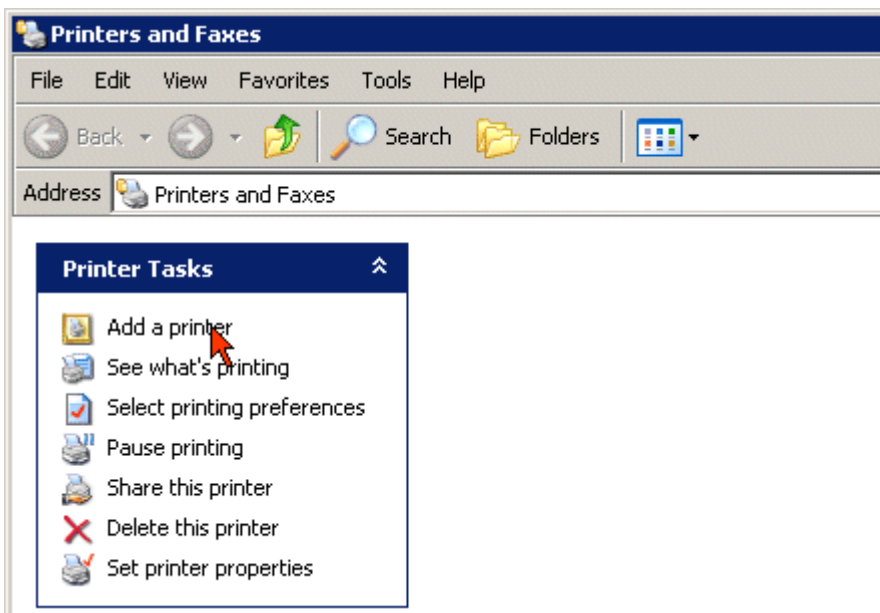 Printers and Faxes
File Edit View Favorites Tools Help
Back Search Folders
Address Printers and Faxes
Printer Tasks
Add a printer
See what's printing
Select printing preferences
Pause printing
Share this printer
Delete this printer
Set printer properties